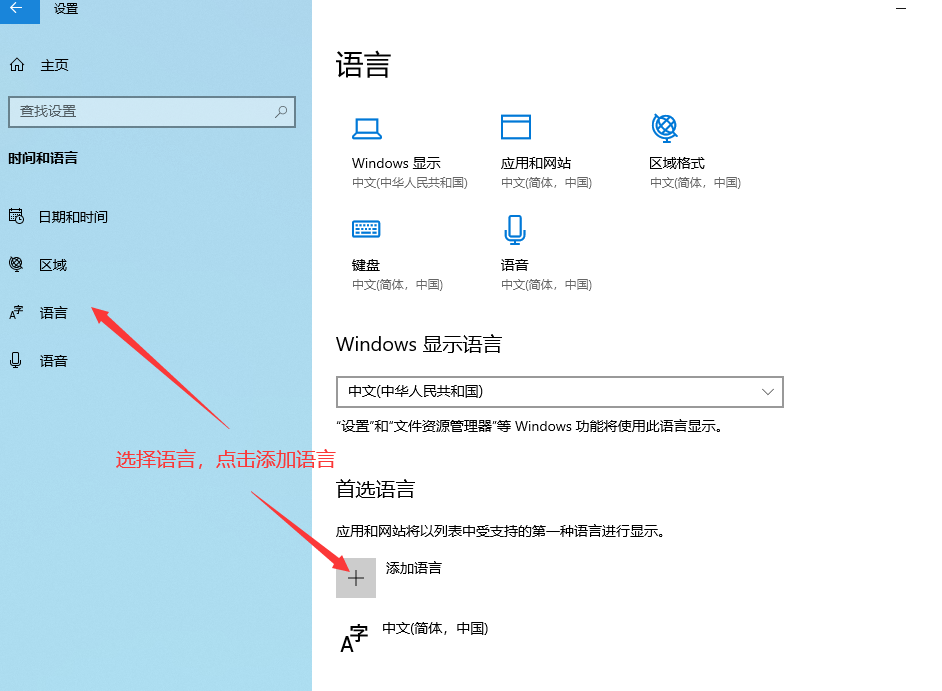 设置
主页
查找设置
时间和语言
日期和时间
区域
语言
语音
选择语言，点击添加语言
语言
Windows 显示
中文(中华人民共和国)
应用和网站
中文(简体，中国)
区域格式
中文(简体，中国)
键盘
中文(简体，中国)
语音
中文(简体，中国)
Windows 显示语言
中文(中华人民共和国)
“设置”和“文件资源管理器”等 Windows 功能将使用此语言显示。
首选语言
应用和网站将以列表中受支持的第一种语言进行显示。
添加语言
A字 中文(简体，中国)